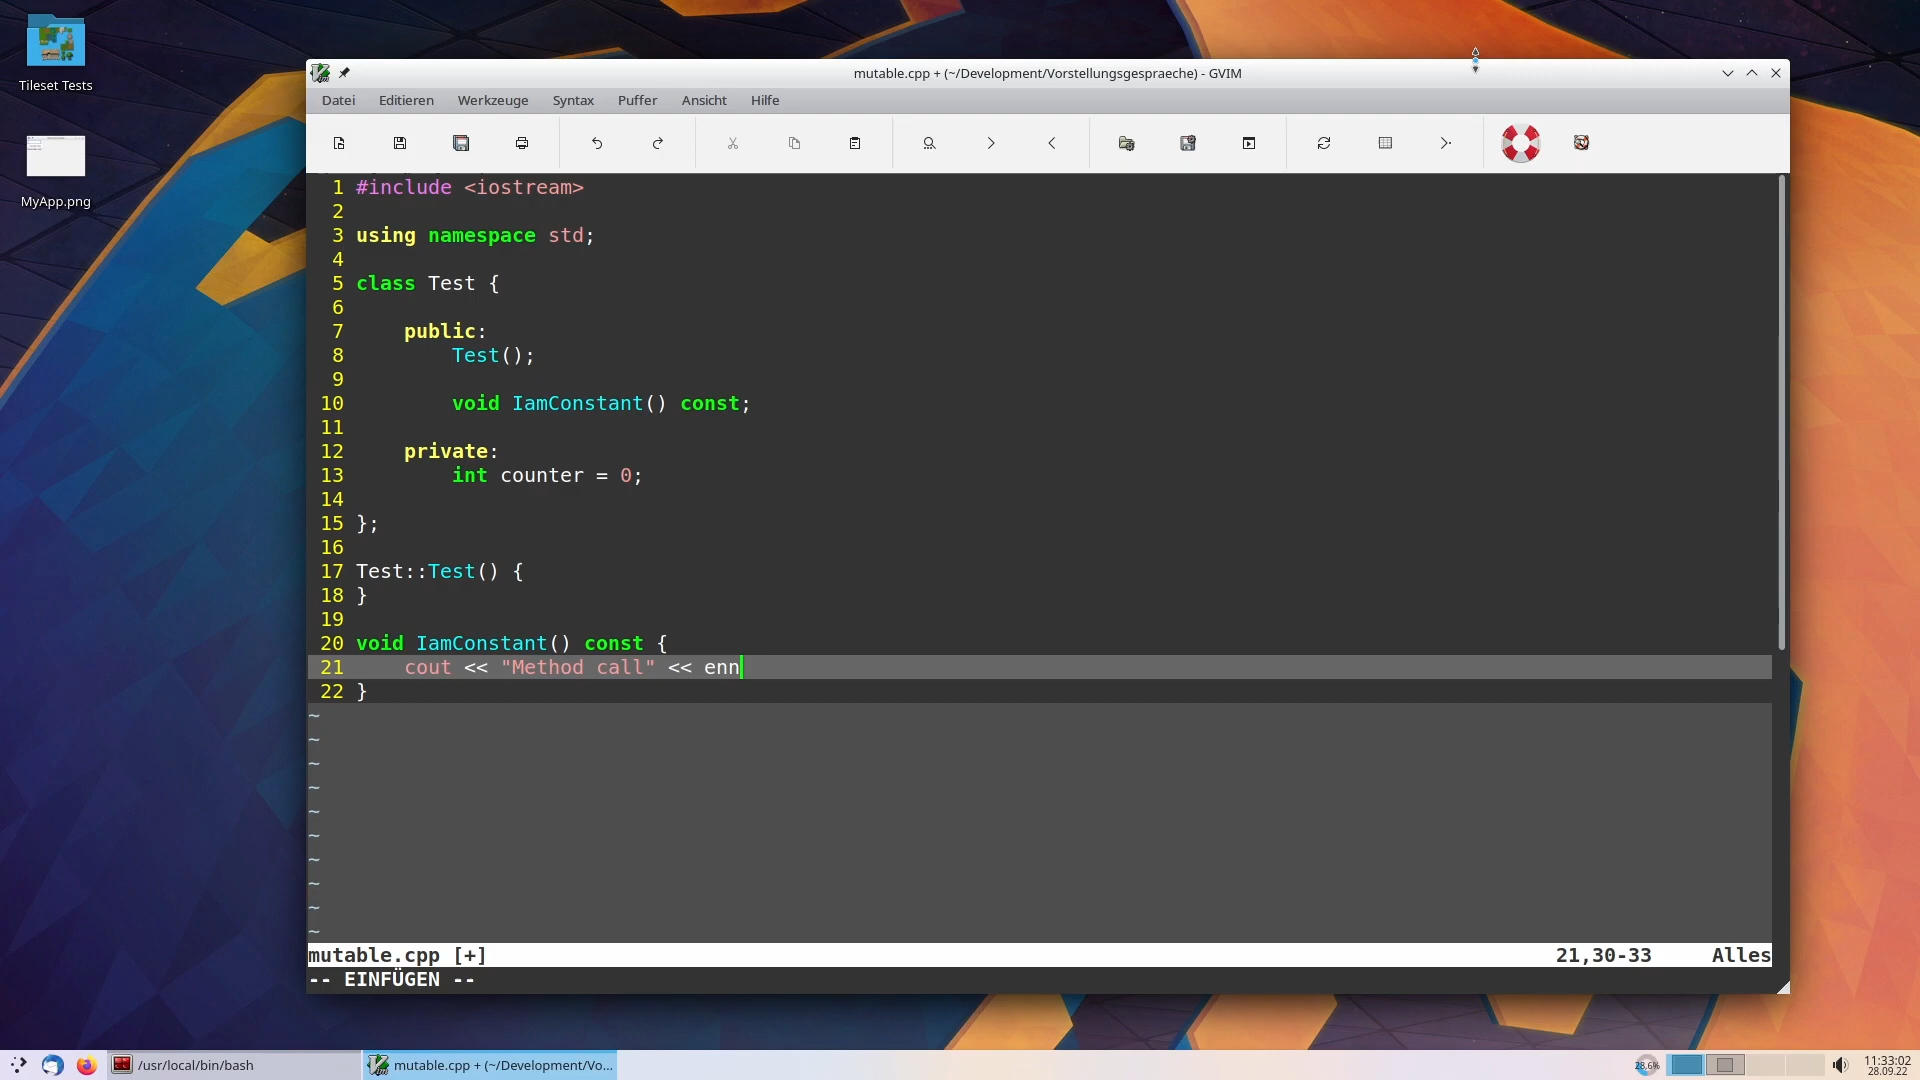 Tileset Tests
MyApp.png
mutable.cpp + (~/Development/Vorstellungsgespraeche) - GVIM
Datei Editieren Werkzeuge Syntax Puffer Ansicht Hilfe
1 #include <iostream>
2
3 using namespace std;
4
5 class Test {
6
7 public:
8 Test();
9
10 void IamConstant() const;
11
12 private:
13 int counter = 0;
14
15 };
16
17 Test::Test() {
18 }
19
20 void IamConstant() const {
21 cout << "Method call" << enn
22 }
~
~
~
~
~
~
~
~
~
~
mutable.cpp [+] 21,30-33 Alles
-- EINFÜGEN --
/usr/local/bin/bash
mutable.cpp + (~/Development/Vo...
28.6%
11:33:02
28.09.22